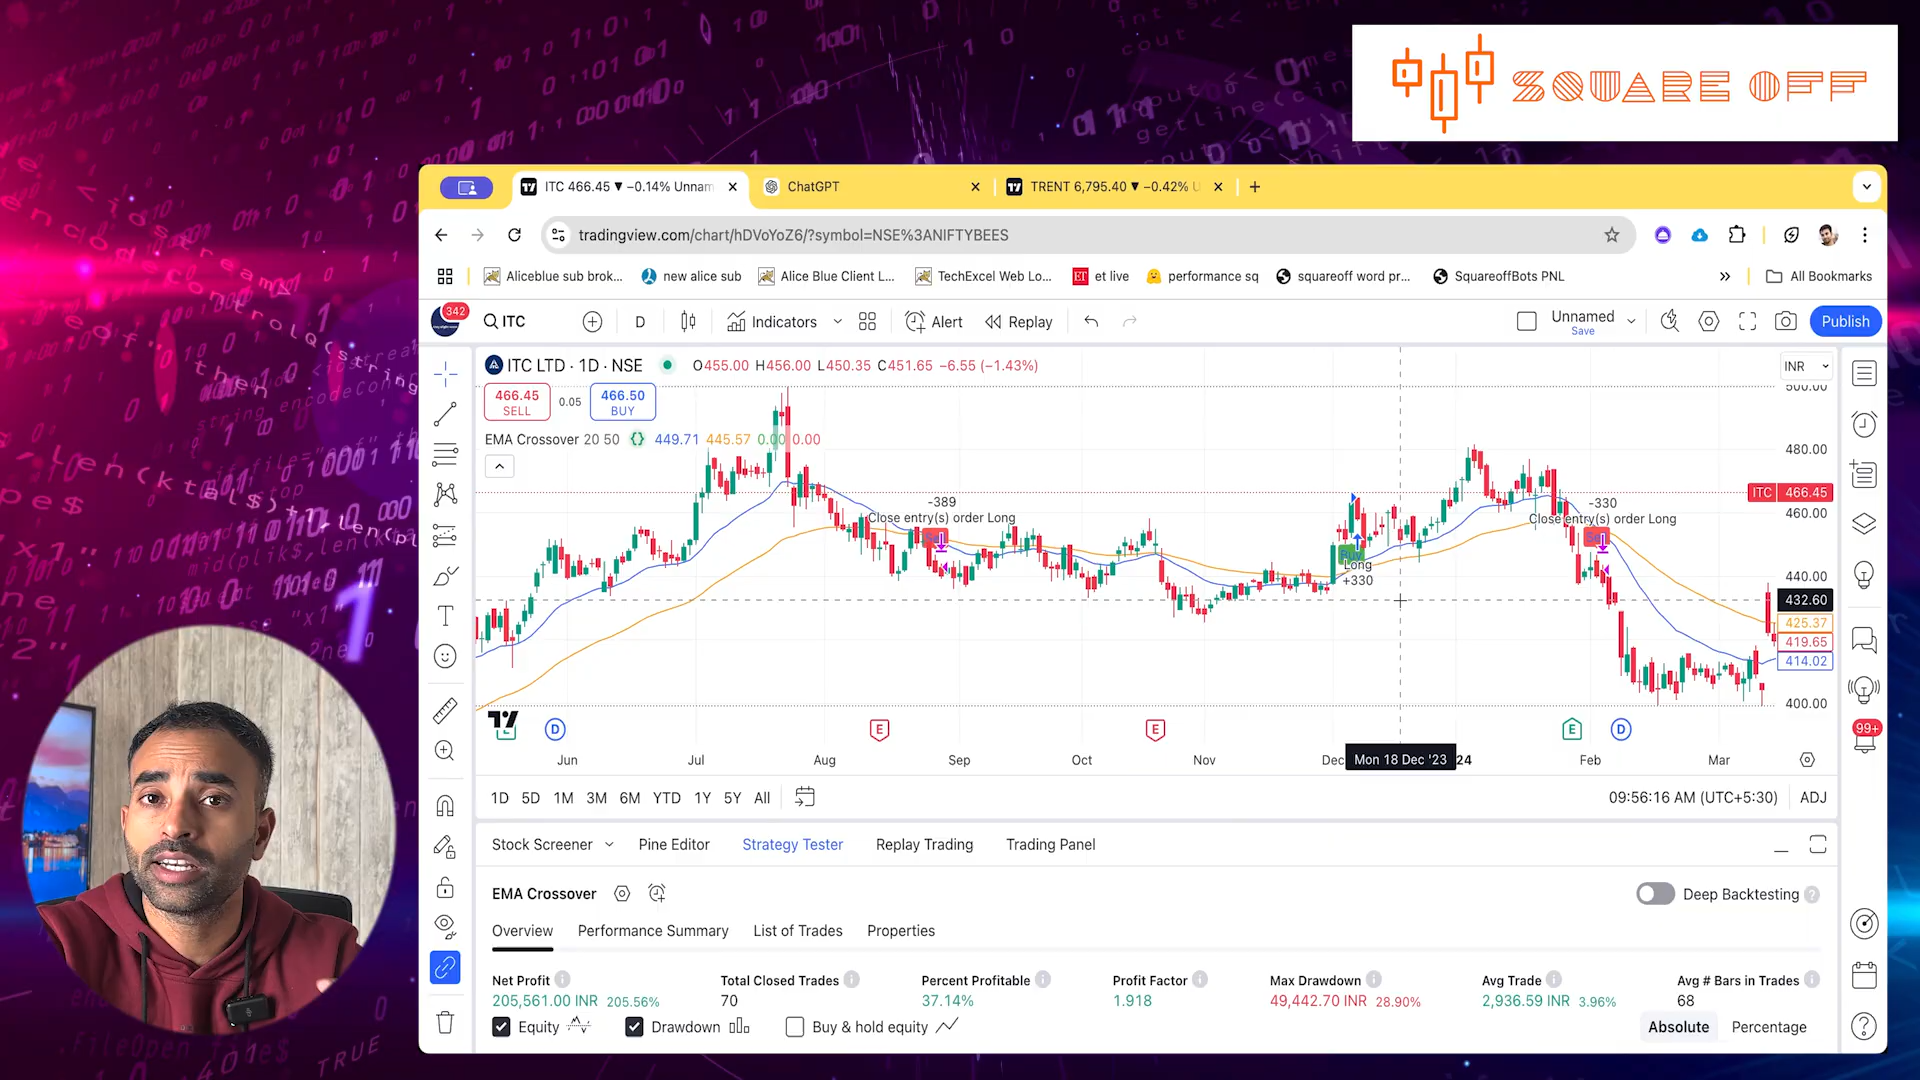 SQUARE OFF
ITC 466.45 ▼ −0.14% Unnam
ChatGPT
TRENT 6,795.40 ▼ −0.42% U
tradingview.com/chart/hDVoYoZ6/?symbol=NSE%3ANIFTYBEES
Aliceblue sub brok...
new alice sub
Alice Blue Client L...
TechExcel Web Lo...
ET
et live
performance sq
squareoff word pr...
SquareoffBots PNL
All Bookmarks
342
ITC
D
Indicators
Alert
Replay
Unnamed
Save
Publish
ITC LTD · 1D · NSE
O455.00 H456.00 L450.35 C451.65 −6.55 (−1.43%)
INR
466.45
SELL
0.05
466.50
BUY
EMA Crossover 20 50 {} 449.71 445.57 0.00 0.00
500.00
480.00
ITC 466.45
460.00
440.00
432.60
425.37
419.65
414.02
400.00
-389
Close entry(s) order Long
Buy
Long
+330
-330
Close entry(s) order Long
D
E
E
E
D
Jun
Jul
Aug
Sep
Oct
Nov
Dec
Mon 18 Dec '23
24
Feb
Mar
99+
1D 5D 1M 3M 6M YTD 1Y 5Y All
09:56:16 AM (UTC+5:30)
ADJ
Stock Screener
Pine Editor
Strategy Tester
Replay Trading
Trading Panel
EMA Crossover
Deep Backtesting
Overview
Performance Summary
List of Trades
Properties
Net Profit
205,561.00 INR 205.56%
Total Closed Trades
70
Percent Profitable
37.14%
Profit Factor
1.918
Max Drawdown
49,442.70 INR 28.90%
Avg Trade
2,936.59 INR 3.96%
Avg # Bars in Trades
68
Equity
Drawdown
Buy & hold equity
Absolute
Percentage